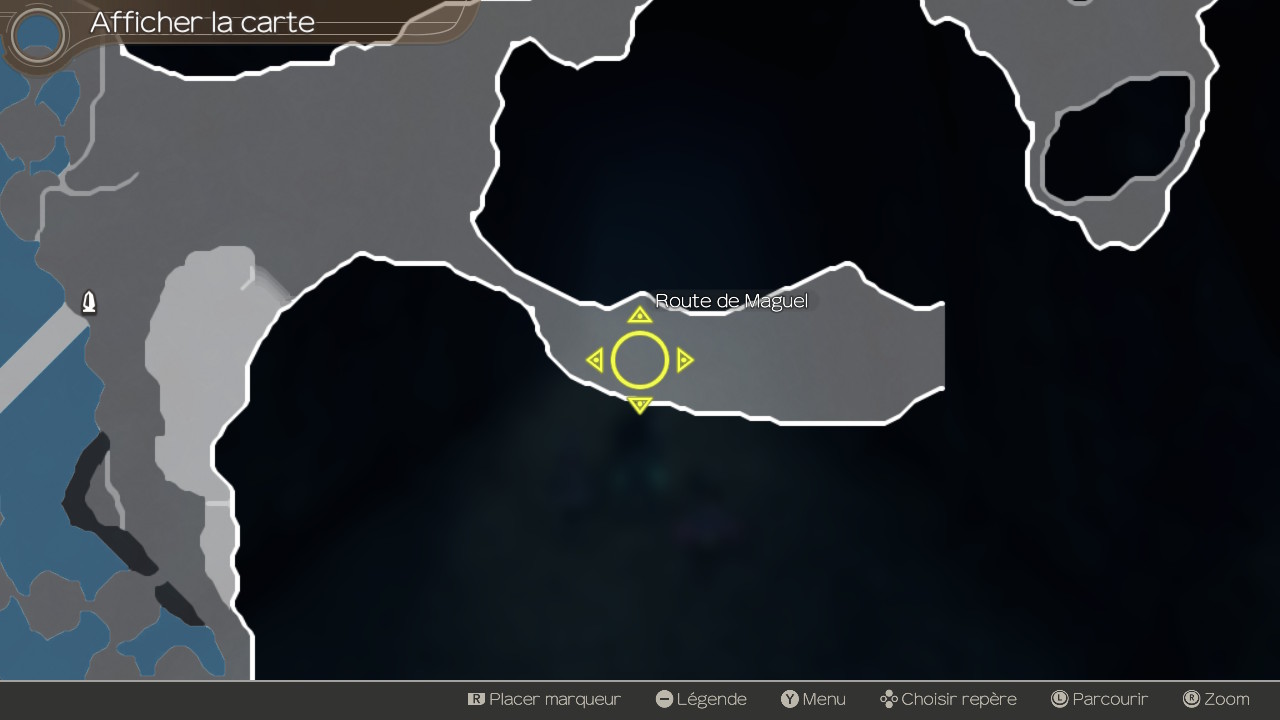 Afficher la carte
Route de Maguel
R Placer marqueur
Légende
Y Menu
Choisir repère
L Parcourir
R Zoom